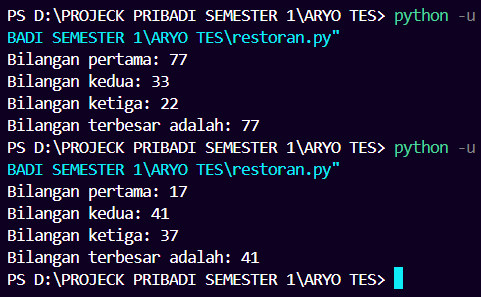 PS D:\PROJECK PRIBADI SEMESTER 1\ARYO TES> python -u
BADI SEMESTER 1\ARYO TES\restoran.py"
Bilangan pertama: 77
Bilangan kedua: 33
Bilangan ketiga: 22
Bilangan terbesar adalah: 77
PS D:\PROJECK PRIBADI SEMESTER 1\ARYO TES> python -u
BADI SEMESTER 1\ARYO TES\restoran.py"
Bilangan pertama: 17
Bilangan kedua: 41
Bilangan ketiga: 37
Bilangan terbesar adalah: 41
PS D:\PROJECK PRIBADI SEMESTER 1\ARYO TES>